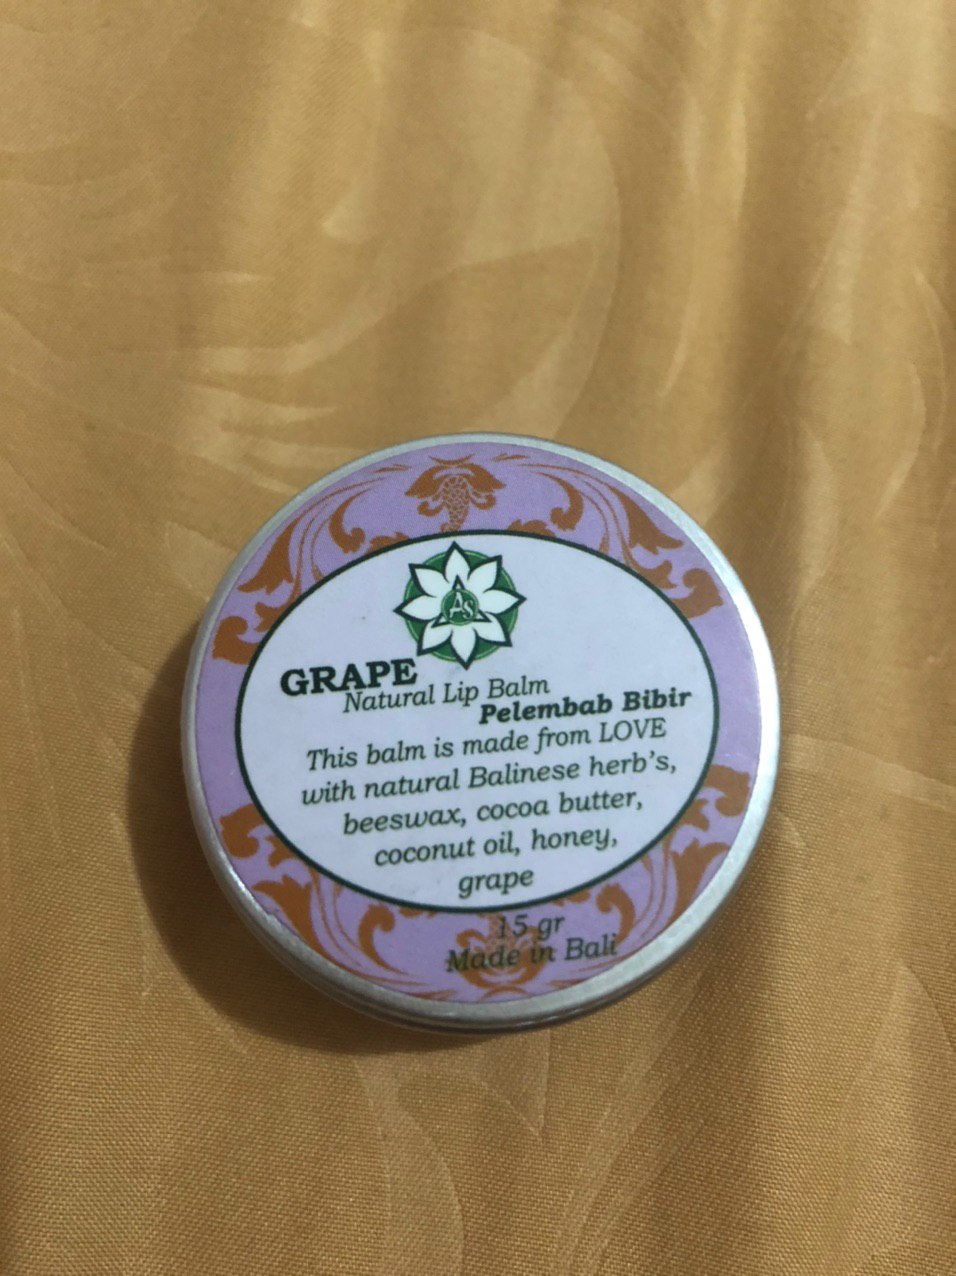 AS
GRAPE
Natural Lip Balm
Pelembab Bibir
This balm is made from LOVE
with natural Balinese herb's,
beeswax, cocoa butter,
coconut oil, honey,
grape
15 gr
Made in Bali